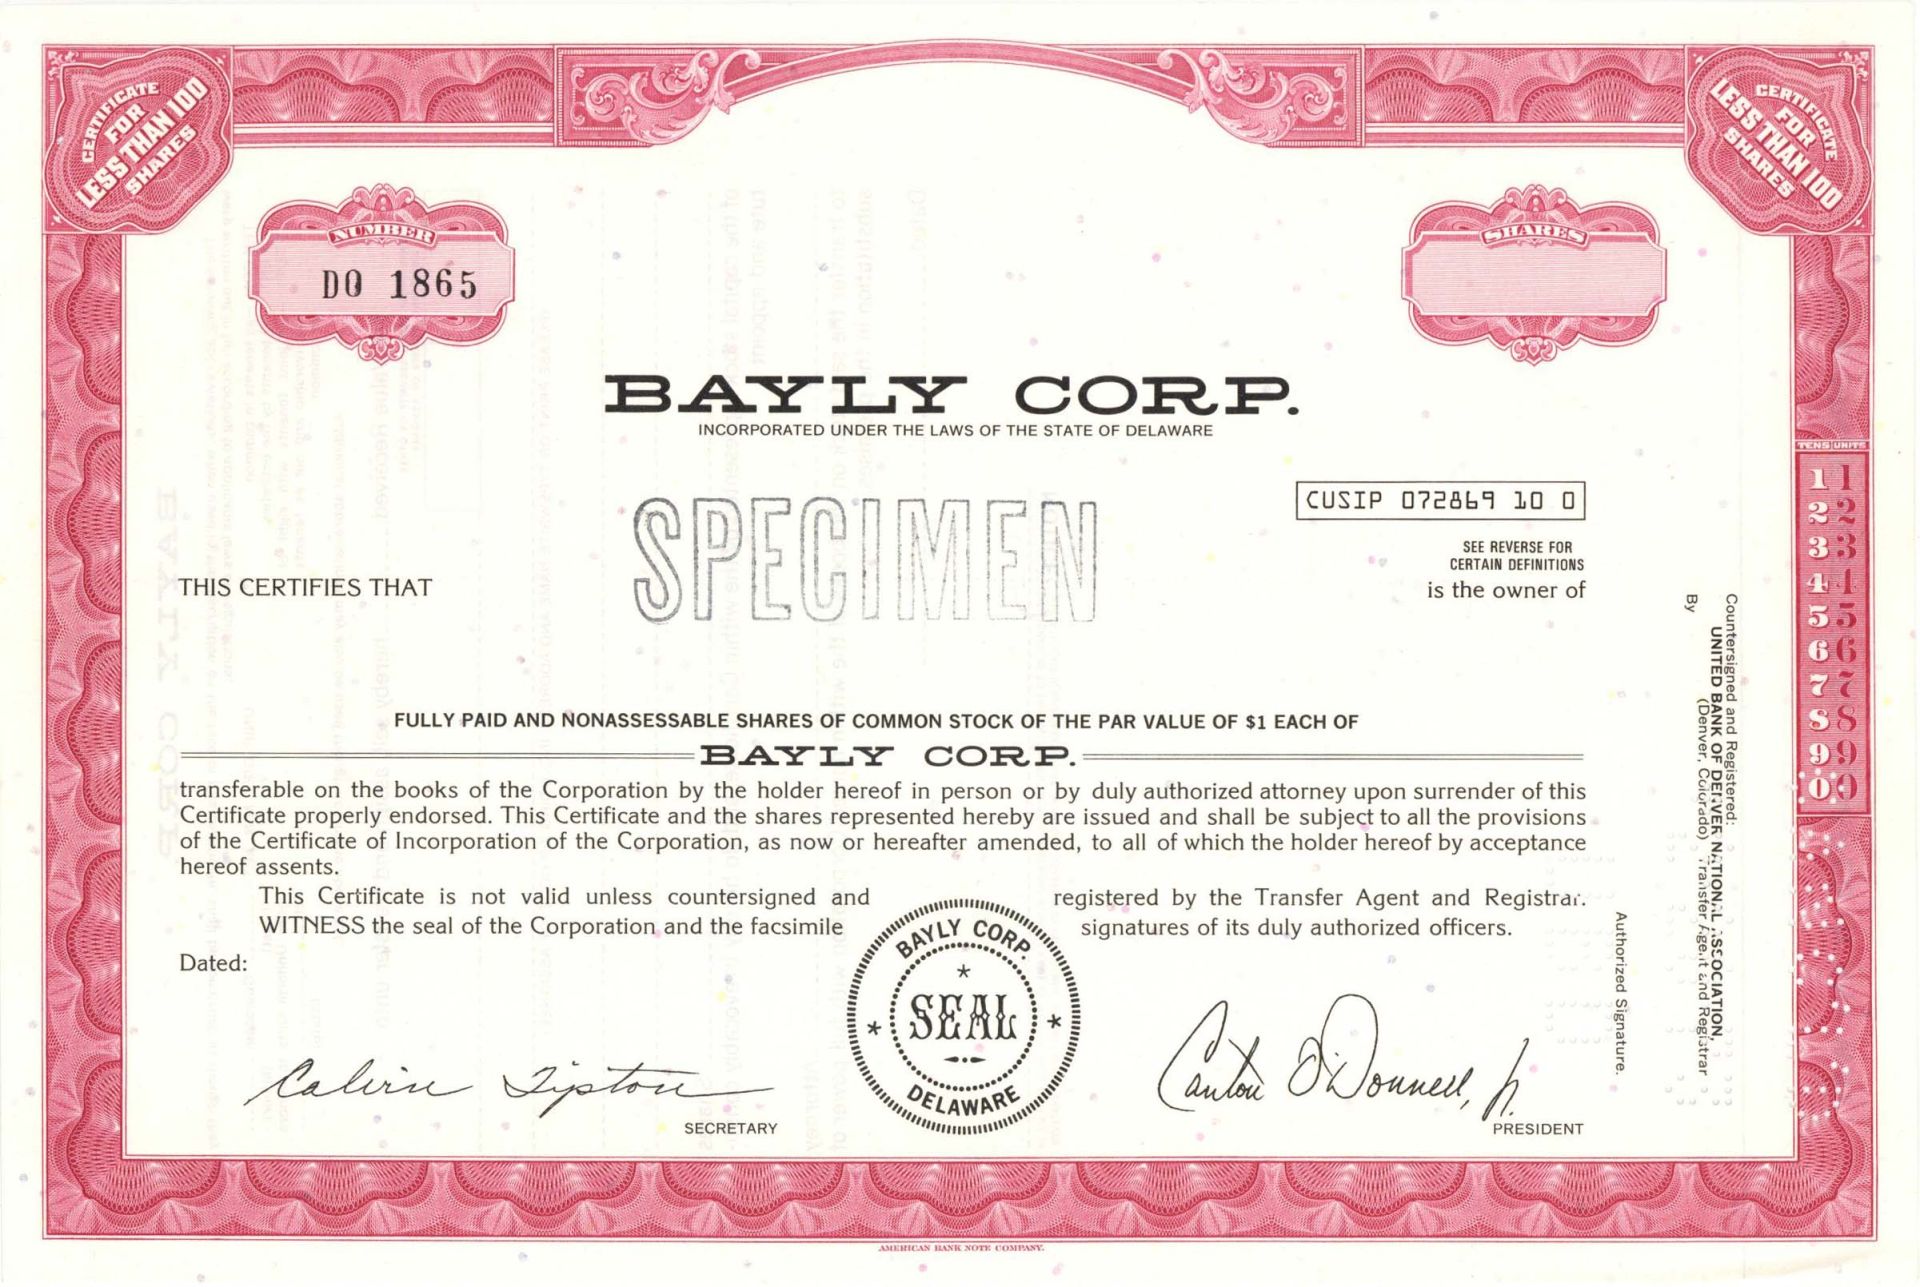 CERTIFICATE
FOR
LESS THAN 100
SHARES
CERTIFICATE
FOR
LESS THAN 100
SHARES
NUMBER
DO 1865
SHARES
BAYLY CORP.
INCORPORATED UNDER THE LAWS OF THE STATE OF DELAWARE
SPECIMEN
CUSIP 072869 10 0
SEE REVERSE FOR
CERTAIN DEFINITIONS
THIS CERTIFIES THAT
is the owner of
FULLY PAID AND NONASSESSABLE SHARES OF COMMON STOCK OF THE PAR VALUE OF $1 EACH OF
BAYLY CORP.
transferable on the books of the Corporation by the holder hereof in person or by duly authorized attorney upon surrender of this
Certificate properly endorsed. This Certificate and the shares represented hereby are issued and shall be subject to all the provisions
of the Certificate of Incorporation of the Corporation, as now or hereafter amended, to all of which the holder hereof by acceptance
hereof assents.
This Certificate is not valid unless countersigned and registered by the Transfer Agent and Registrar.
WITNESS the seal of the Corporation and the facsimile signatures of its duly authorized officers.
Dated:
BAYLY CORP.
SEAL
DELAWARE
Calvin Tipton
SECRETARY
Canton O'Donnell, Jr.
PRESIDENT
Countersigned and Registered:
UNITED BANK OF DENVER NATIONAL ASSOCIATION,
(Denver, Colorado) Transfer Agent and Registrar
By
Authorized Signature.
TENS UNITS
1 1
2 2
3 3
4 4
5 5
6 6
7 7
8 8
9 9
0 0
AMERICAN BANK NOTE COMPANY.